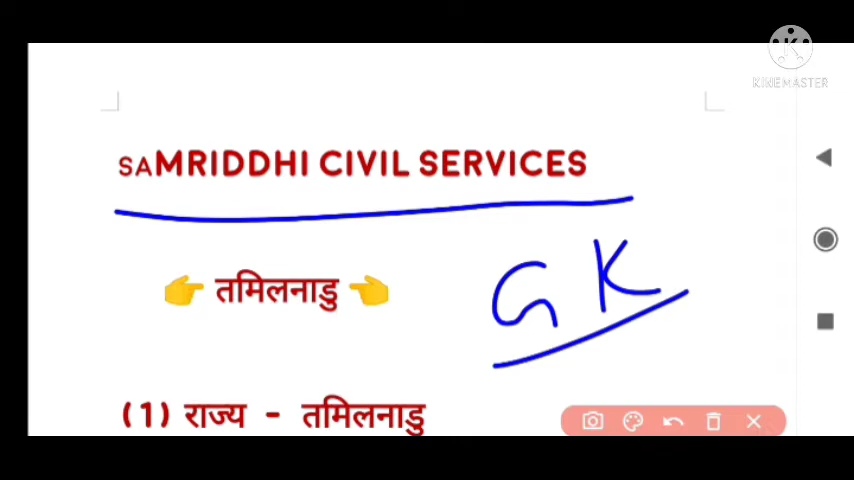 KINEMASTER
SAMRIDDHI CIVIL SERVICES
👉 तमिलनाडु 👈
GK
(1) राज्य - तमिलनाडु